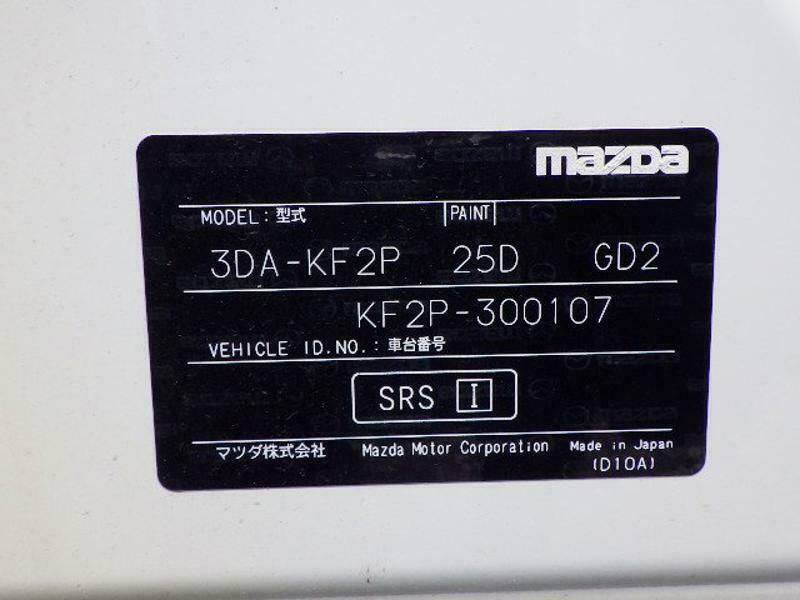 mazda
MODEL:型式 PAINT
3DA-KF2P 25D GD2
KF2P-300107
VEHICLE ID.NO.:車台番号
SRS I
マツダ株式会社 Mazda Motor Corporation Made in Japan
(D10A)